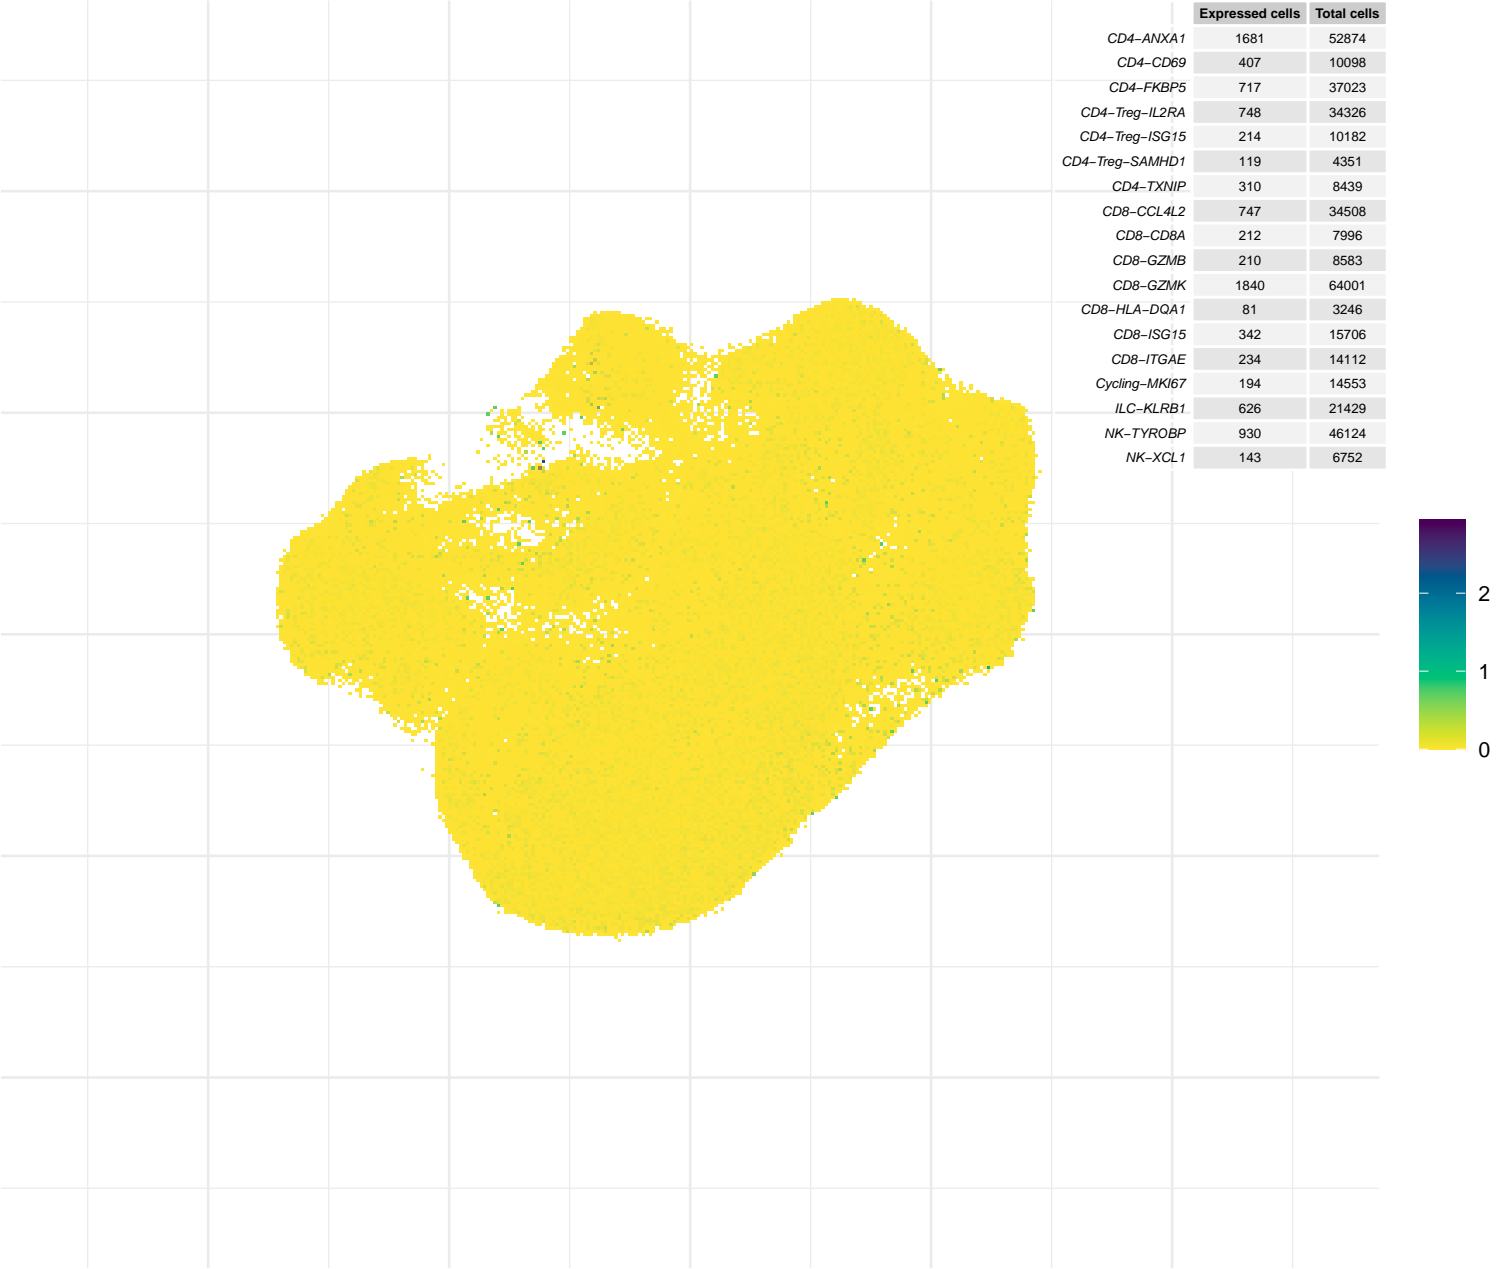 Expressed cells Total cells
CD4−ANXA1 1681 52874
CD4−CD69 407 10098
CD4−FKBP5 717 37023
CD4−Treg−IL2RA 748 34326
CD4−Treg−ISG15 214 10182
CD4−Treg−SAMHD1 119 4351
CD4−TXNIP 310 8439
CD8−CCL4L2 747 34508
CD8−CD8A 212 7996
CD8−GZMB 210 8583
CD8−GZMK 1840 64001
CD8−HLA−DQA1 81 3246
CD8−ISG15 342 15706
CD8−ITGAE 234 14112
Cycling−MKI67 194 14553
ILC−KLRB1 626 21429
NK−TYROBP 930 46124
NK−XCL1 143 6752
2
1
0